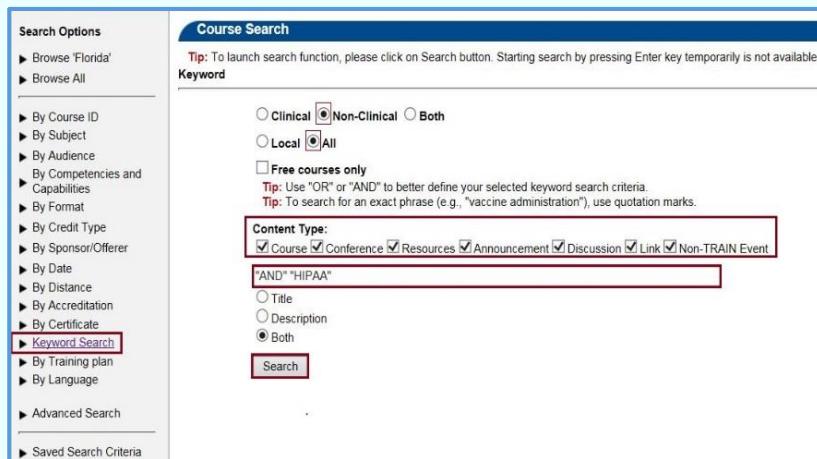 Search Options
Browse 'Florida'
Browse All
By Course ID
By Subject
By Audience
By Competencies and
Capabilities
By Format
By Credit Type
By Sponsor/Offerer
By Date
By Distance
By Accreditation
By Certificate
Keyword Search
By Training plan
By Language
Advanced Search
Saved Search Criteria
Course Search
Tip: To launch search function, please click on Search button. Starting search by pressing Enter key temporarily is not available
Keyword
Clinical Non-Clinical Both
Local All
Free courses only
Tip: Use "OR" or "AND" to better define your selected keyword search criteria.
Tip: To search for an exact phrase (e.g., "vaccine administration"), use quotation marks.
Content Type:
Course Conference Resources Announcement Discussion Link Non-TRAIN Event
"AND" "HIPAA"
Title
Description
Both
Search